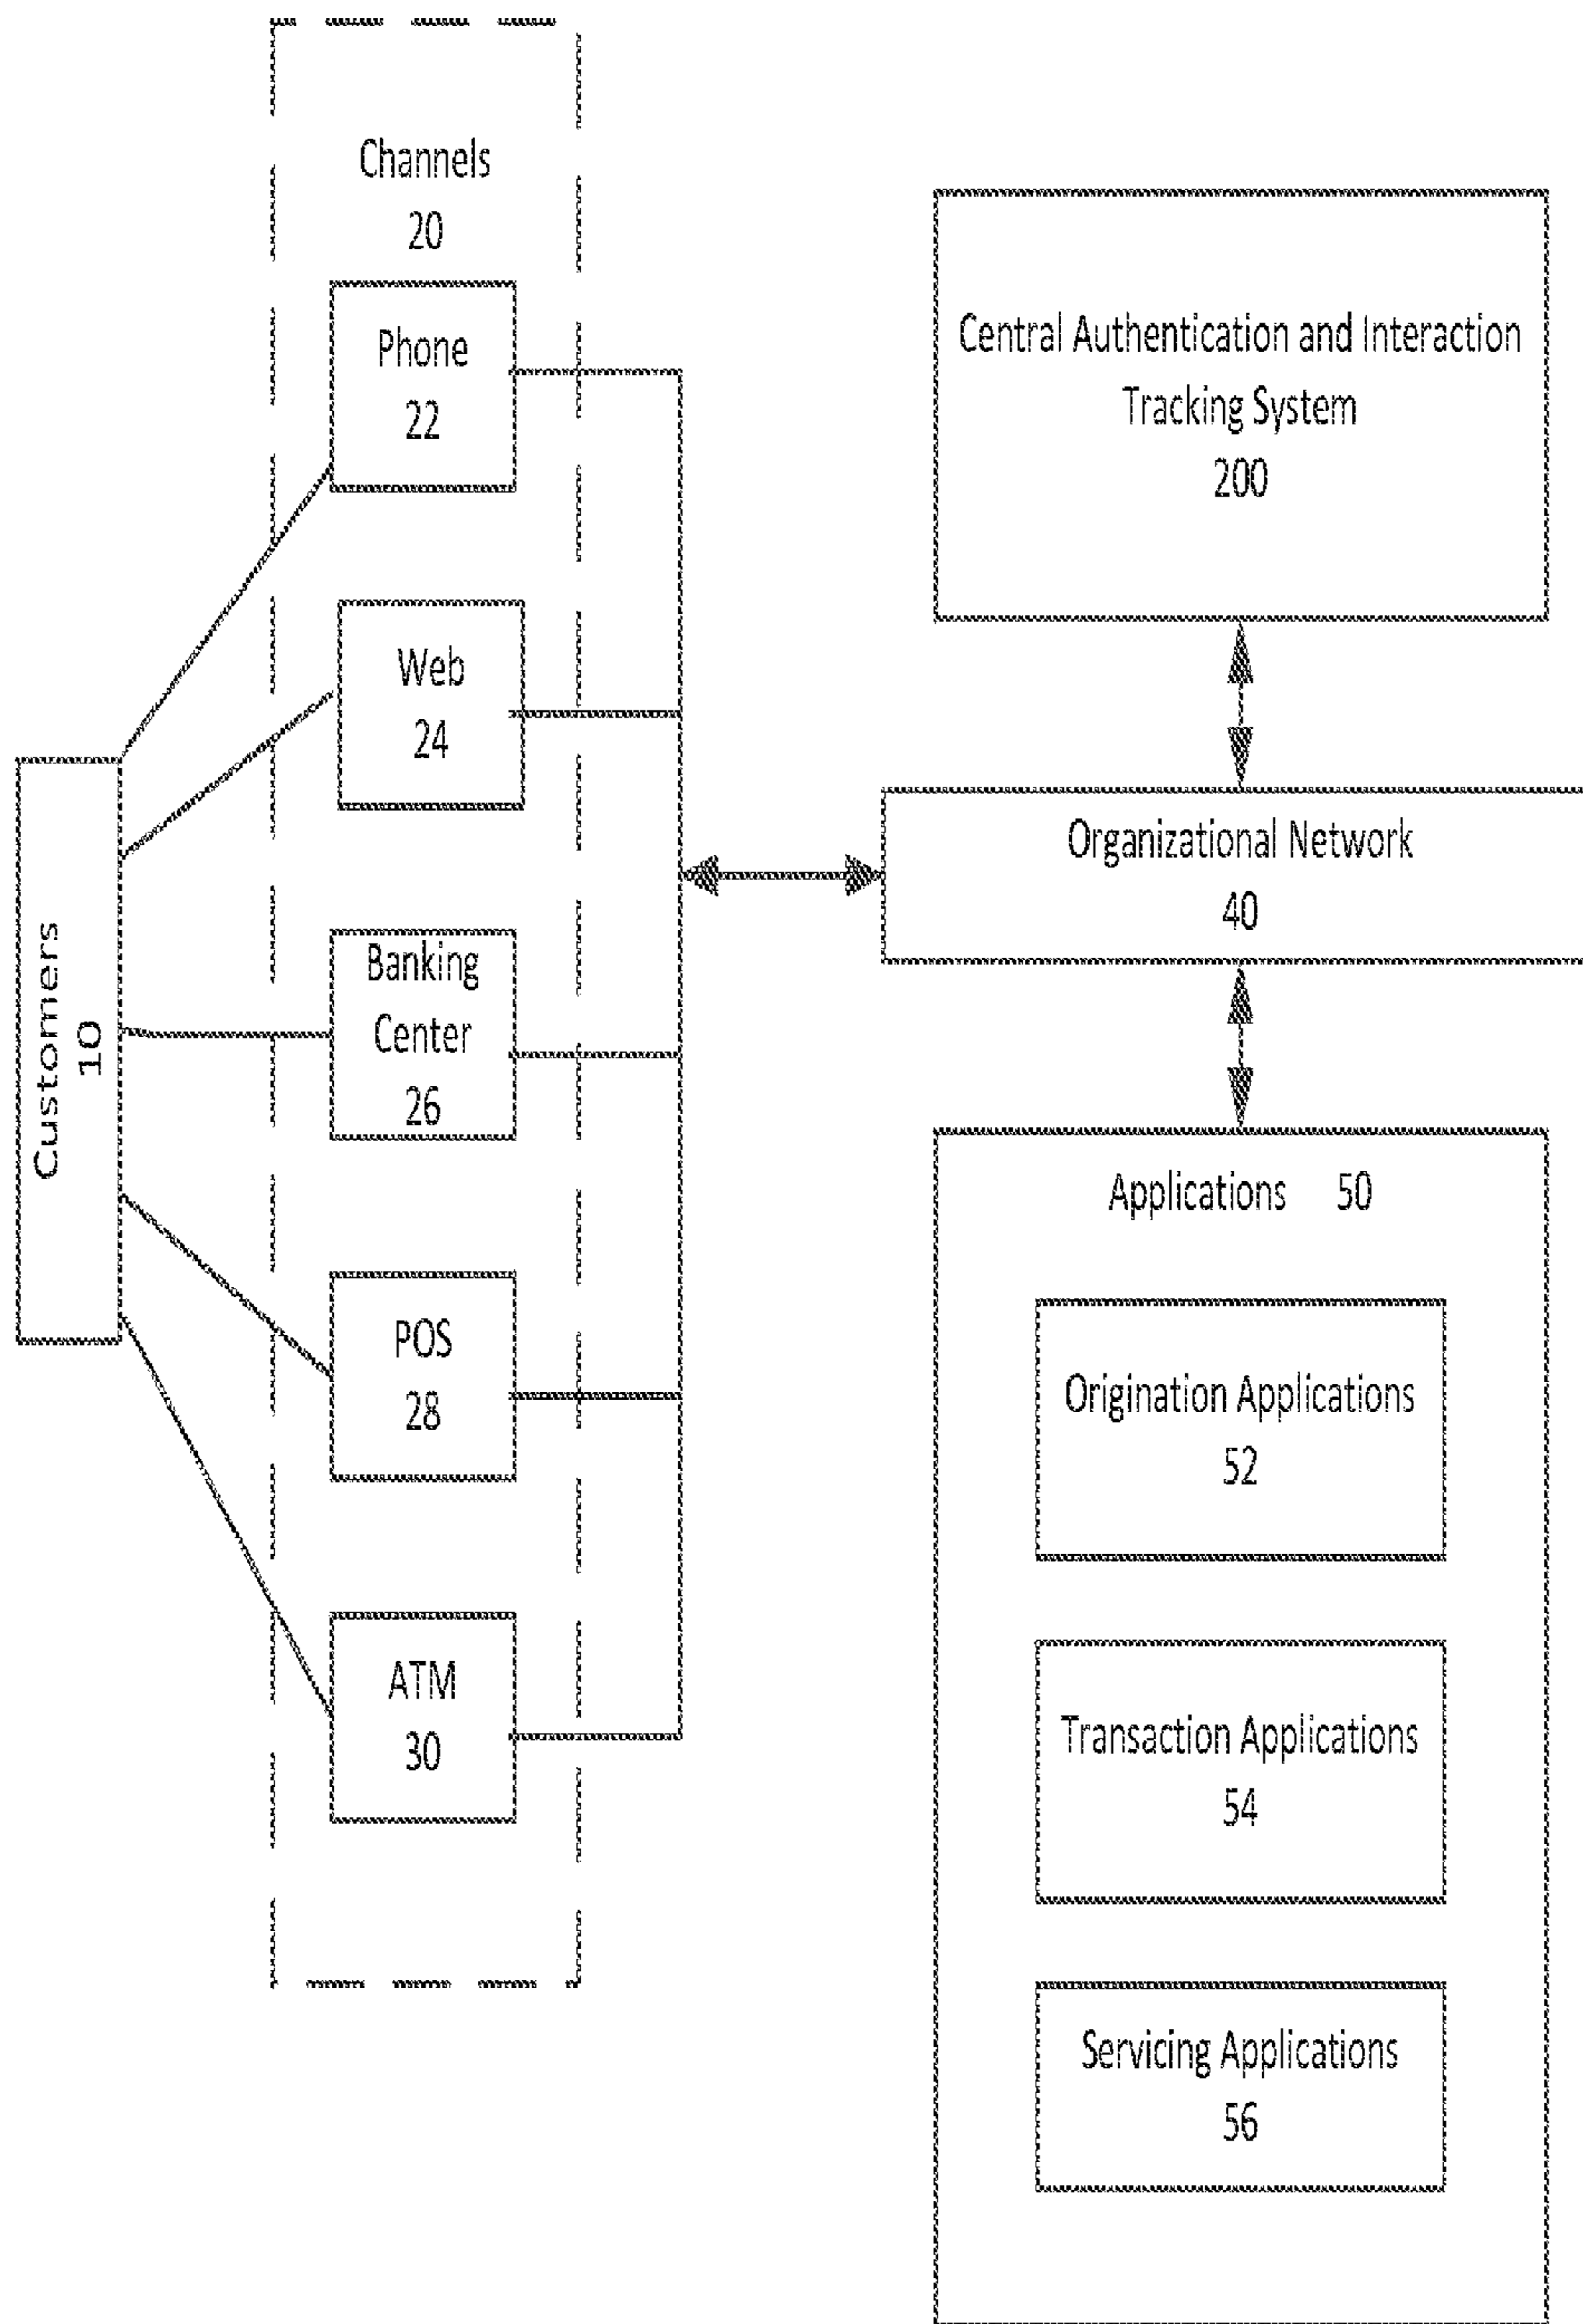 Channels
20
Phone
22
Web
24
Banking
Center
26
POS
28
ATM
30
Customers
10
Central Authentication and Interaction
Tracking System
200
Organizational Network
40
Applications 50
Origination Applications
52
Transaction Applications
54
Servicing Applications
56